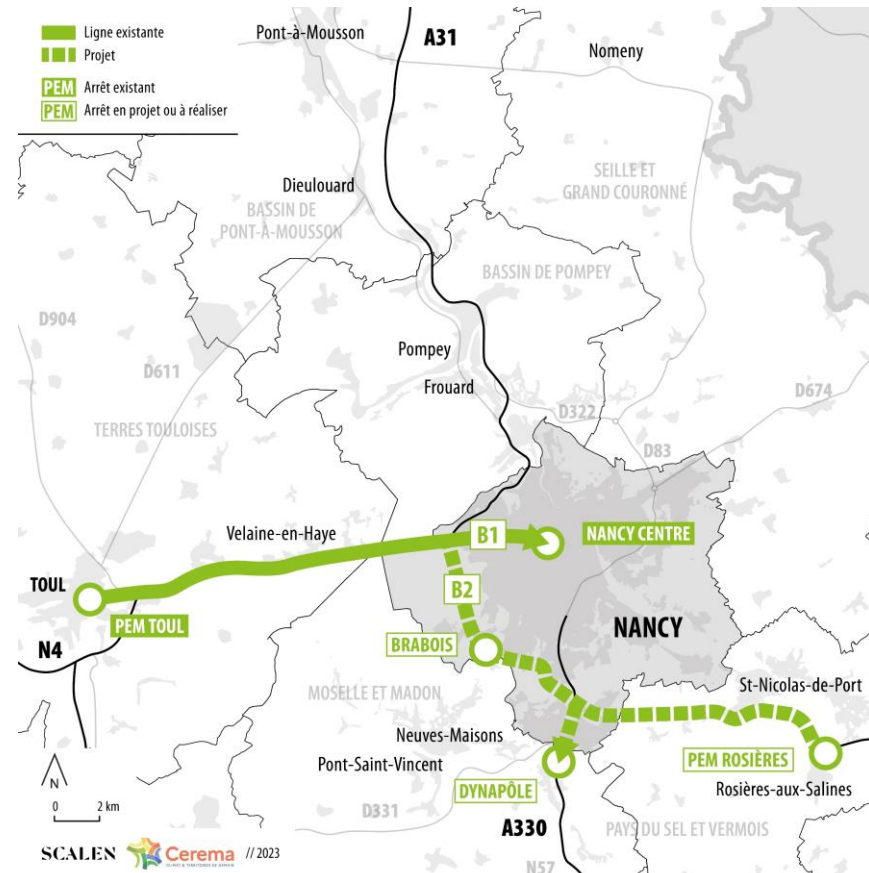 Ligne existante
Projet
PEM Arrêt existant
PEM Arrêt en projet ou à réaliser
Pont-à-Mousson
A31
Nomeny
Dieulouard
BASSIN DE
PONT-À-MOUSSON
SEILLE ET
GRAND COURONNÉ
BASSIN DE POMPEY
D904
D611
Pompey
Frouard
D322
D674
D83
TERRES TOULOISES
Velaine-en-Haye
B1
NANCY CENTRE
TOUL
PEM TOUL
B2
N4
BRABOIS
NANCY
MOSELLE ET MADON
St-Nicolas-de-Port
Neuves-Maisons
Pont-Saint-Vincent
PEM ROSIÈRES
DYNAPÔLE
Rosières-aux-Salines
N
0 2 km
D331
A330
PAYS DU SEL ET VERMOIS
N57
SCALEN Cerema // 2023
CLIMAT & TERRITOIRES DE DEMAIN